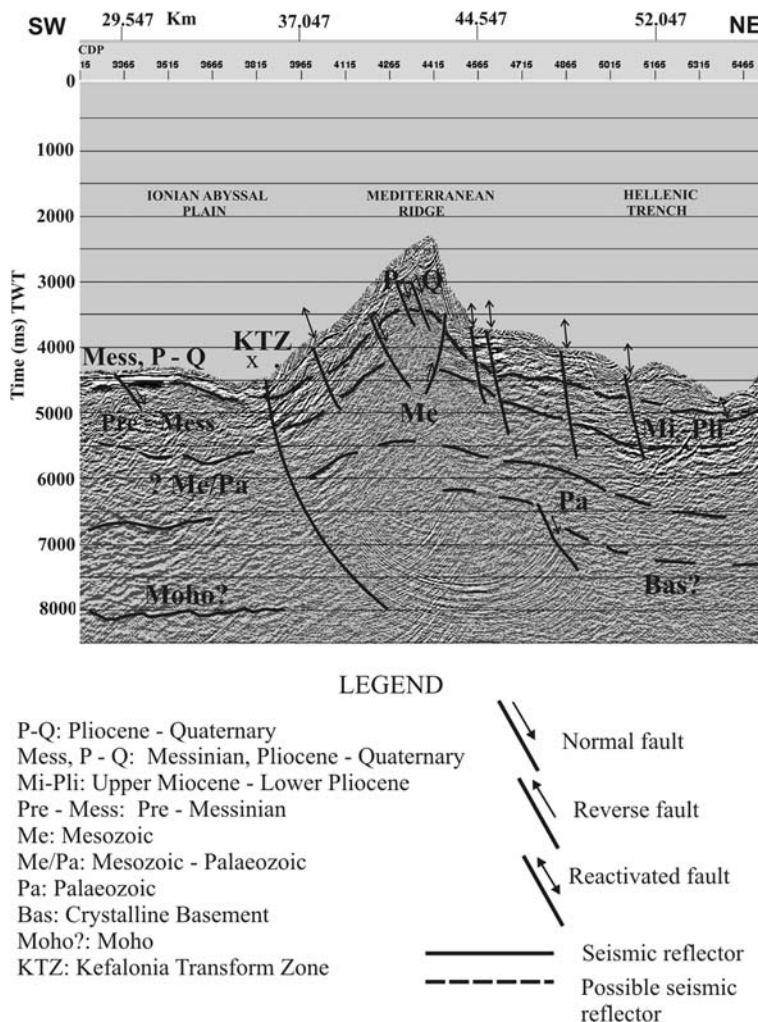 SW 29.547 Km 37.047 44.547 52.047 NE
CDP
15 3365 3515 3665 3815 3965 4115 4265 4415 4565 4715 4865 5015 5165 5315 5465
0
1000
IONIAN ABYSSAL PLAIN
MEDITERRANEAN RIDGE
HELLENIC TRENCH
2000
3000
P - Q
Time (ms) TWT
4000
KTZ
X
Mess, P - Q
5000
Pre - Mess
Me
Mi- Pli
6000
? Me/Pa
Pa
7000
Moho?
Bas?
8000
LEGEND
P-Q: Pliocene - Quaternary
Mess, P - Q: Messinian, Pliocene - Quaternary
Mi-Pli: Upper Miocene - Lower Pliocene
Pre - Mess: Pre - Messinian
Me: Mesozoic
Me/Pa: Mesozoic - Palaeozoic
Pa: Palaeozoic
Bas: Crystalline Basement
Moho?: Moho
KTZ: Kefalonia Transform Zone
Normal fault
Reverse fault
Reactivated fault
Seismic reflector
Possible seismic
reflector